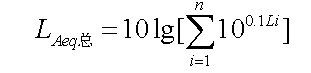 L_{Aeq总} = 10 lg[∑_{i=1}^{n} 10^{0.1Li}]